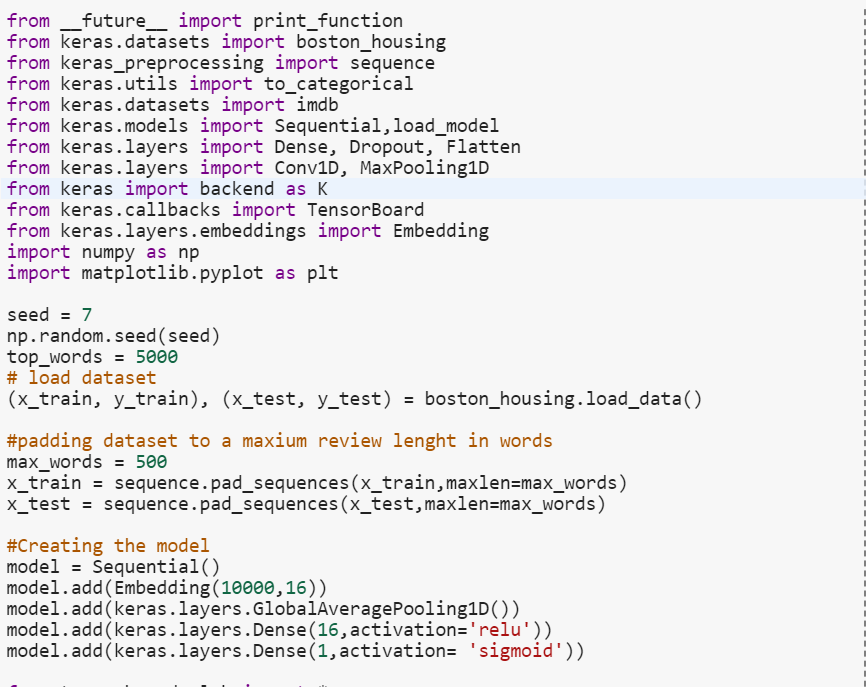 from __future__ import print_function
from keras.datasets import boston_housing
from keras_preprocessing import sequence
from keras.utils import to_categorical
from keras.datasets import imdb
from keras.models import Sequential,load_model
from keras.layers import Dense, Dropout, Flatten
from keras.layers import Conv1D, MaxPooling1D
from keras import backend as K
from keras.callbacks import TensorBoard
from keras.layers.embeddings import Embedding
import numpy as np
import matplotlib.pyplot as plt
seed = 7
np.random.seed(seed)
top_words = 5000
# load dataset
(x_train, y_train), (x_test, y_test) = boston_housing.load_data()
#padding dataset to a maxium review lenght in words
max_words = 500
x_train = sequence.pad_sequences(x_train,maxlen=max_words)
x_test = sequence.pad_sequences(x_test,maxlen=max_words)
#Creating the model
model = Sequential()
model.add(Embedding(10000,16))
model.add(keras.layers.GlobalAveragePooling1D())
model.add(keras.layers.Dense(16,activation='relu'))
model.add(keras.layers.Dense(1,activation= 'sigmoid'))